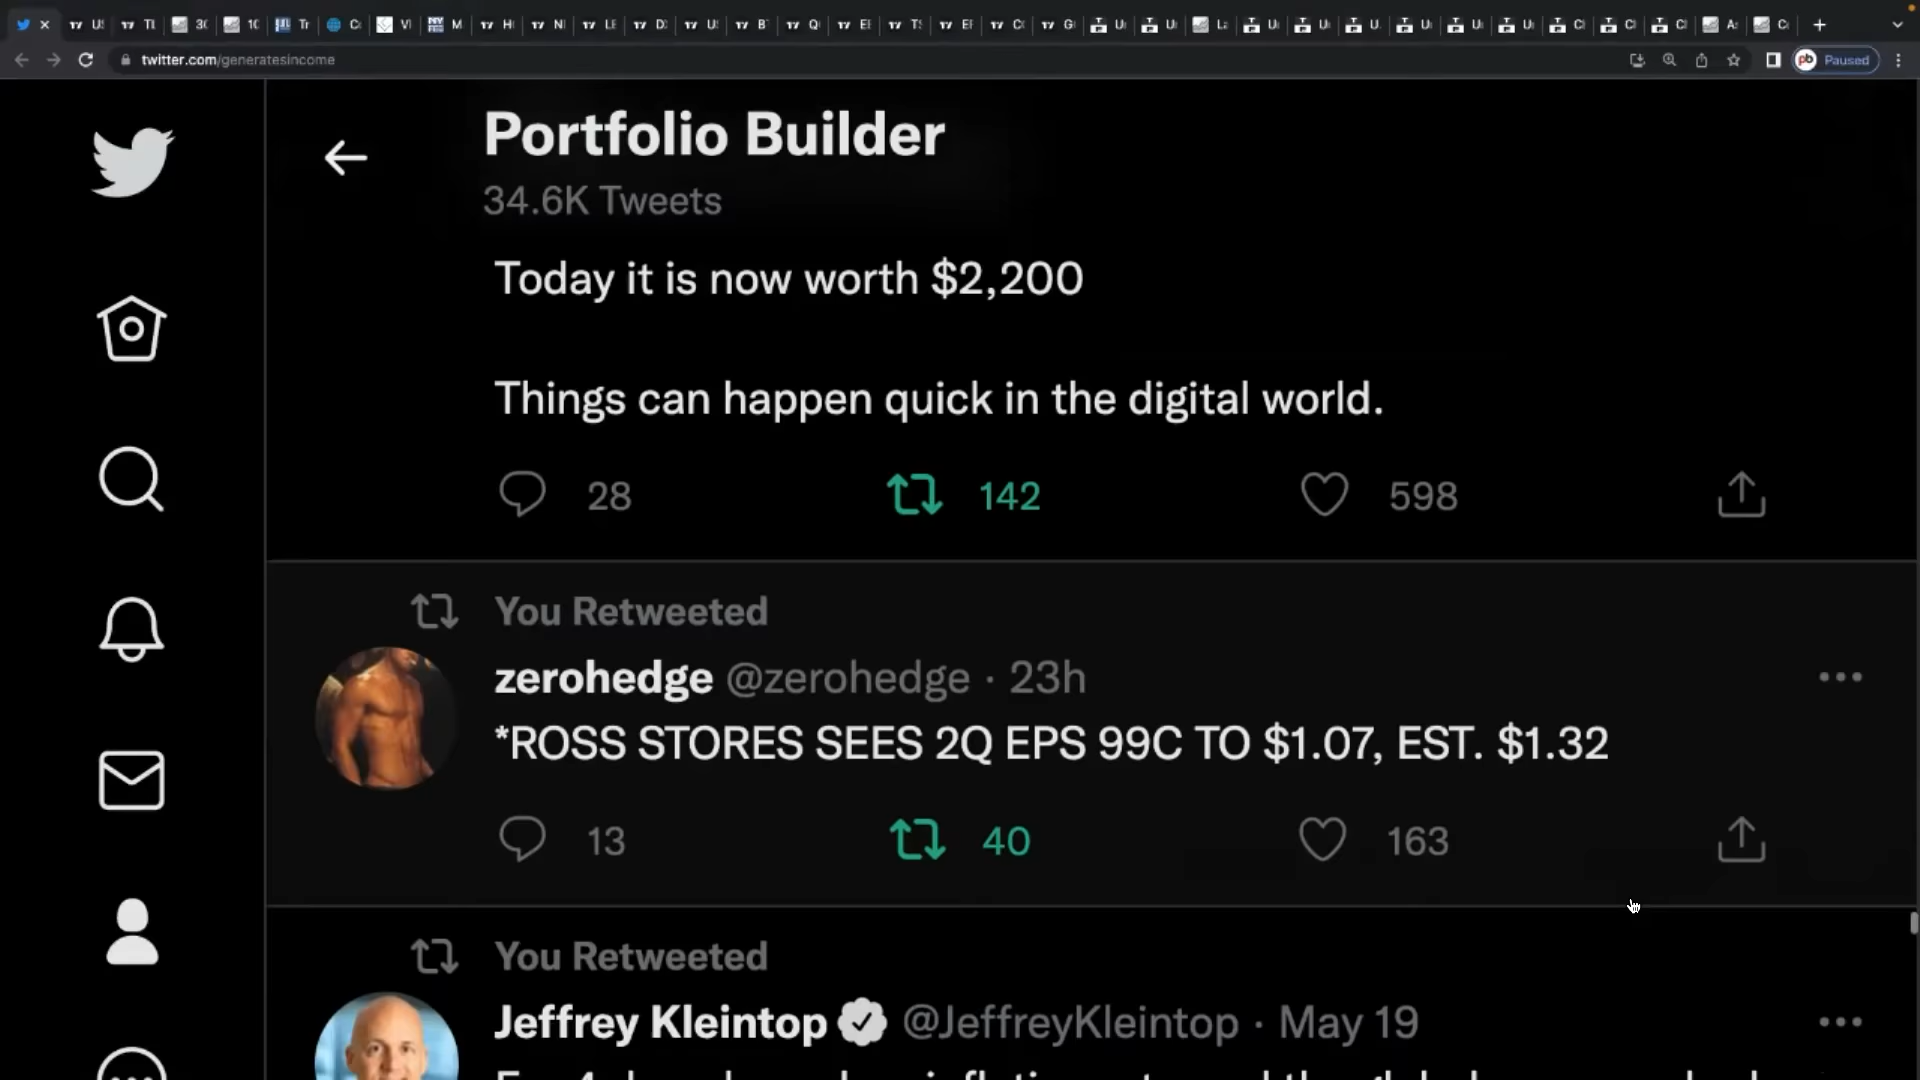 twitter.com/generatesincome
Paused
Portfolio Builder
34.6K Tweets
Today it is now worth $2,200
Things can happen quick in the digital world.
28 142 598
You Retweeted
zerohedge @zerohedge · 23h
*ROSS STORES SEES 2Q EPS 99C TO $1.07, EST. $1.32
13 40 163
You Retweeted
Jeffrey Kleintop @JeffreyKleintop · May 19